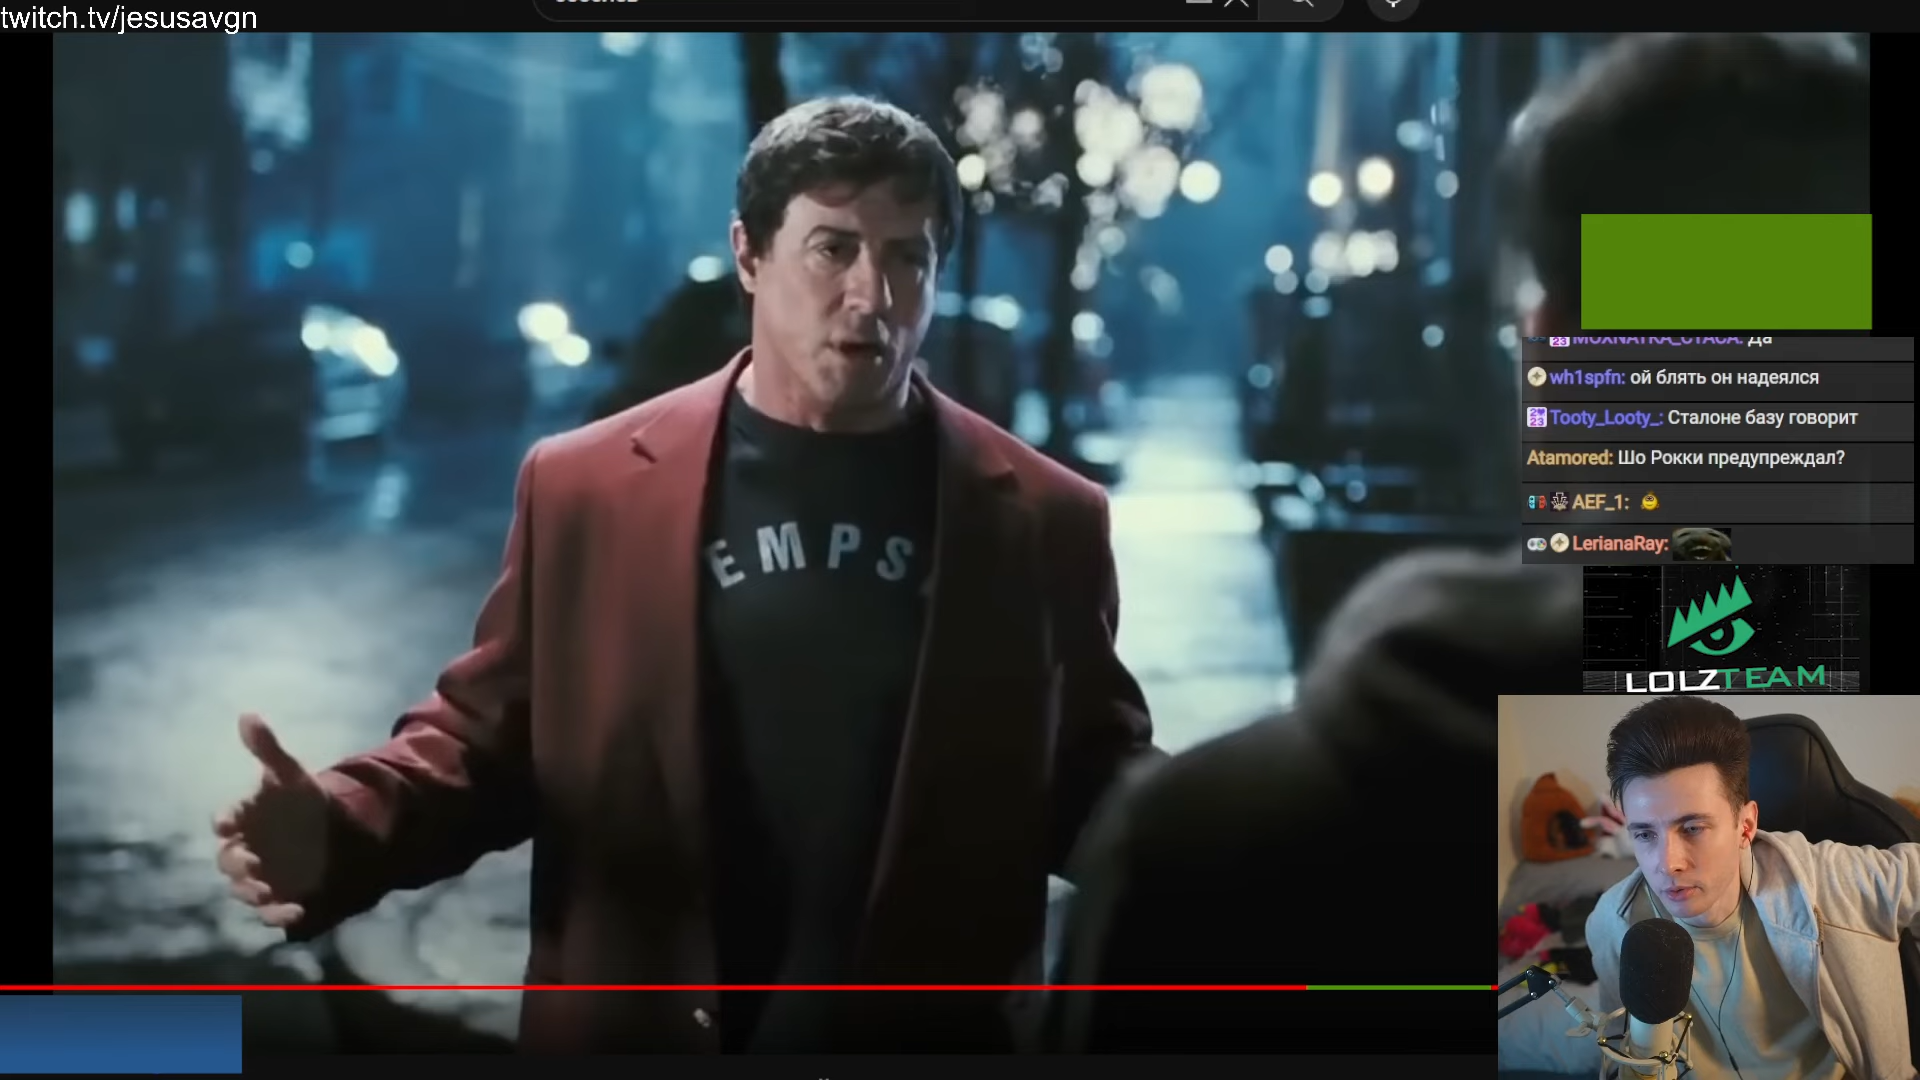 twitch.tv/jesusavgn
EMPS
Да
wh1spfn: ой блять он надеялся
Tooty_Looty_: Сталоне базу говорит
Atamored: Шо Рокки предупреждал?
AEF_1:
LerianaRay:
LOLZTEAM